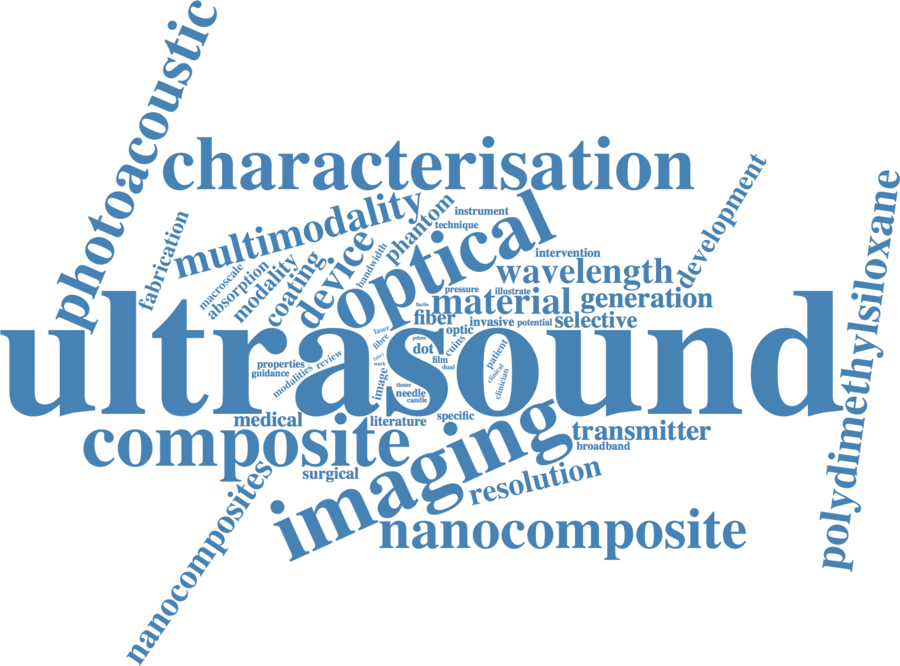 photoacoustic
characterisation
development
polydimethylsiloxane
multimodality
phantom
instrument
technique
optical
fabrication
macroscale
absorption
modality
coating
device
bandwidth
intervention
wavelength
pressure
illustrate
material
generation
facile
fiber
invasive
potential
selective
optic
laser
fibre
ultrasound
pdms
dot
cuins
patient
film
dual
clinical
clinician
properties
guidance
modalities
review
image
work
tissue
needle
candle
medical
literature
specific
composite
imaging
transmitter
broadband
surgical
resolution
nanocomposites
nanocomposite